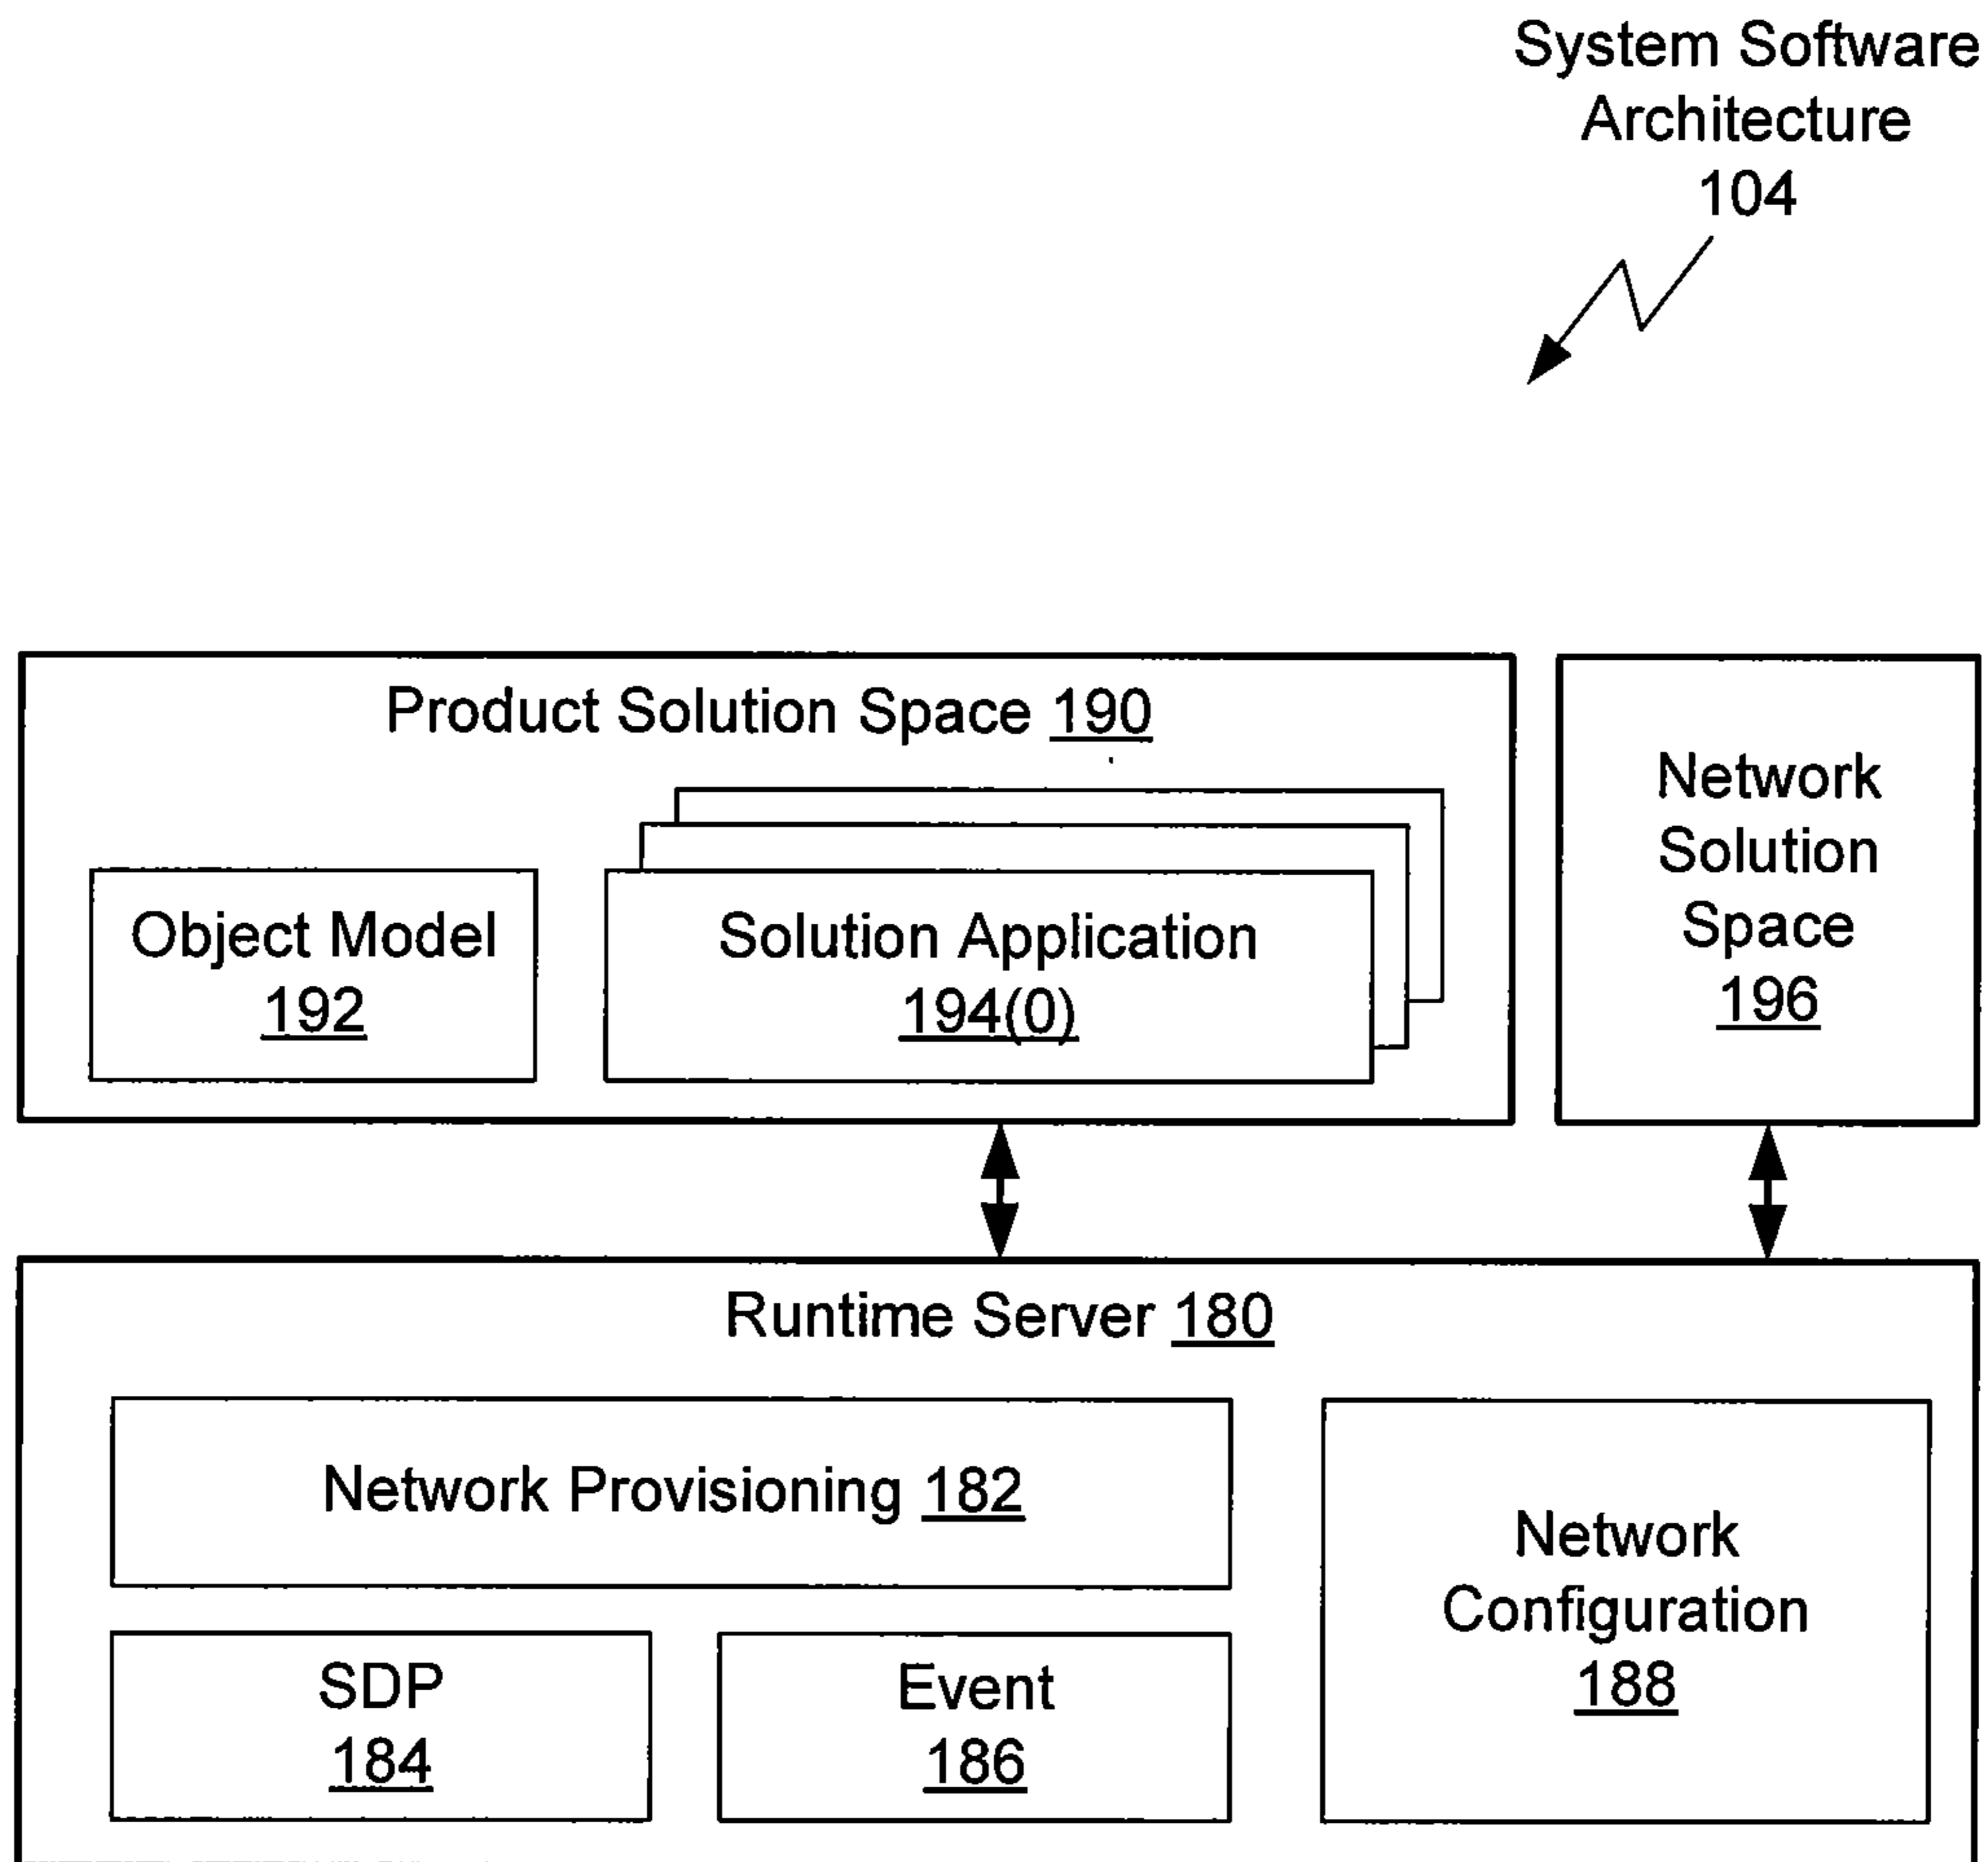 System Software
Architecture
104
Product Solution Space 190
Object Model
192
Solution Application
194(0)
Network
Solution
Space
196
Runtime Server 180
Network Provisioning 182
SDP
184
Event
186
Network
Configuration
188